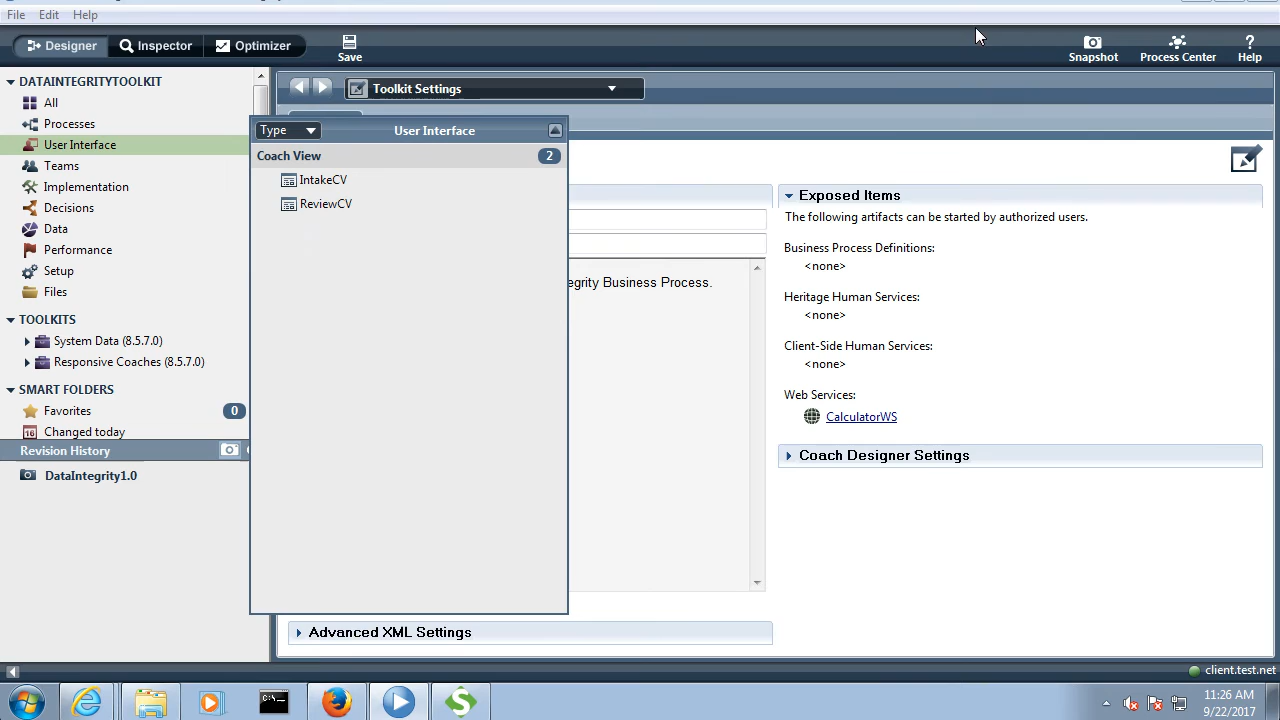 File Edit Help
Designer Inspector Optimizer Save Snapshot Process Center Help
DATAINTEGRITYTOOLKIT
All
Processes
User Interface
Teams
Implementation
Decisions
Data
Performance
Setup
Files
TOOLKITS
System Data (8.5.7.0)
Responsive Coaches (8.5.7.0)
SMART FOLDERS
Favorites 0
Changed today
Revision History
DataIntegrity1.0
Toolkit Settings
Type User Interface
Coach View 2
IntakeCV
ReviewCV
egrity Business Process.
Advanced XML Settings
Exposed Items
The following artifacts can be started by authorized users.
Business Process Definitions:
<none>
Heritage Human Services:
<none>
Client-Side Human Services:
<none>
Web Services:
CalculatorWS
Coach Designer Settings
client.test.net
11:26 AM
9/22/2017